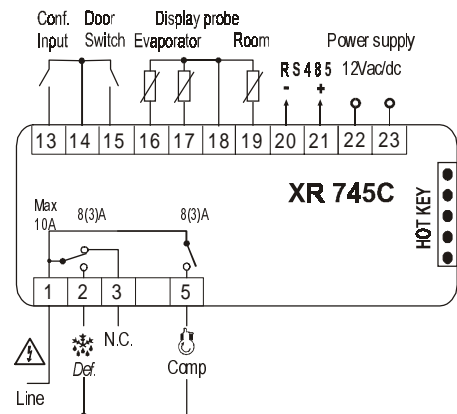 Conf. Door Display probe
Input Switch Evaporator Room Power supply
RS485 12Vac/dc
- +
13 14 15 16 17 18 19 20 21 22 23
XR 745C
HOT KEY
Max
10A 8(3)A 8(3)A
1 2 3 5
N.C.
Def. Comp
Line